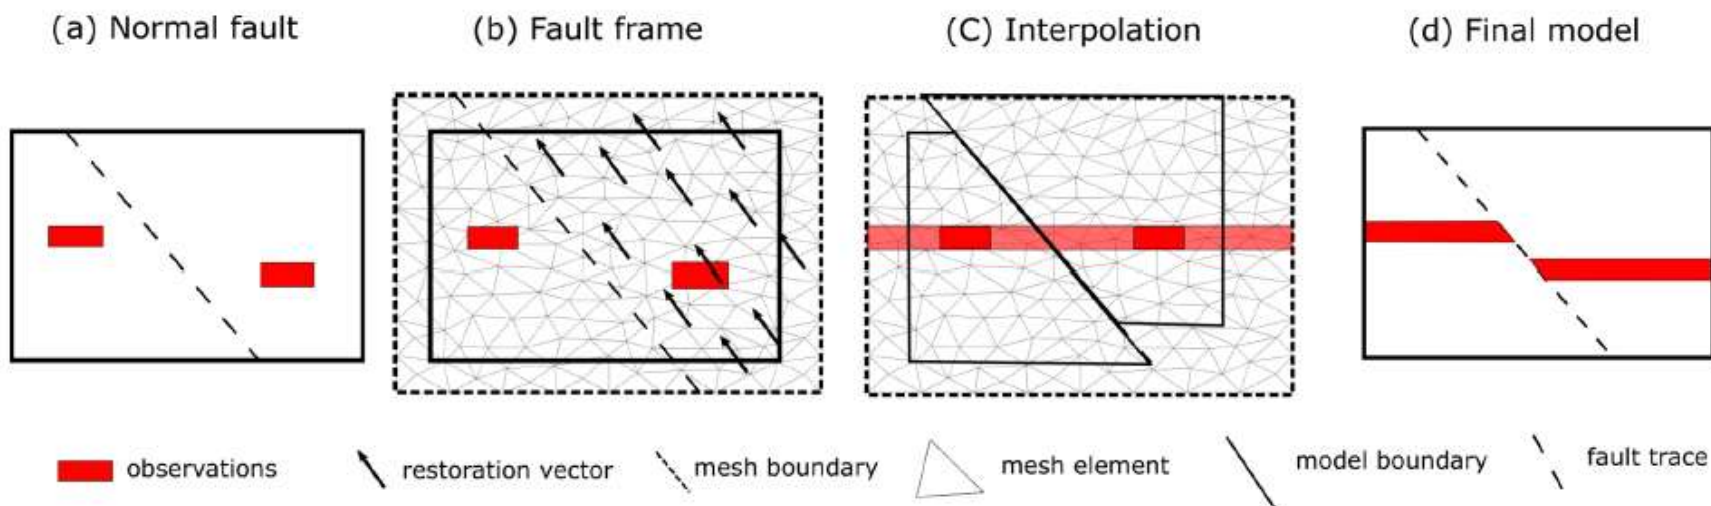 (a) Normal fault
(b) Fault frame
(C) Interpolation
(d) Final model
observations
restoration vector
mesh boundary
mesh element
model boundary
fault trace